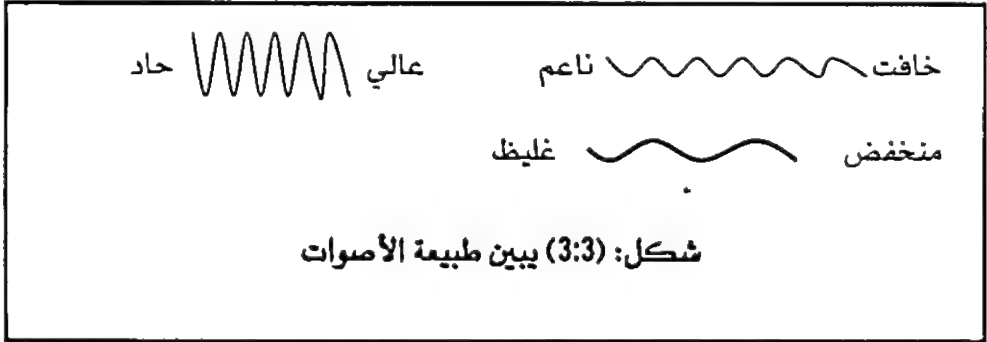 خافت ناعم عالي حاد
منخفض غليظ
شكل: (3:3) يبين طبيعة الأصوات